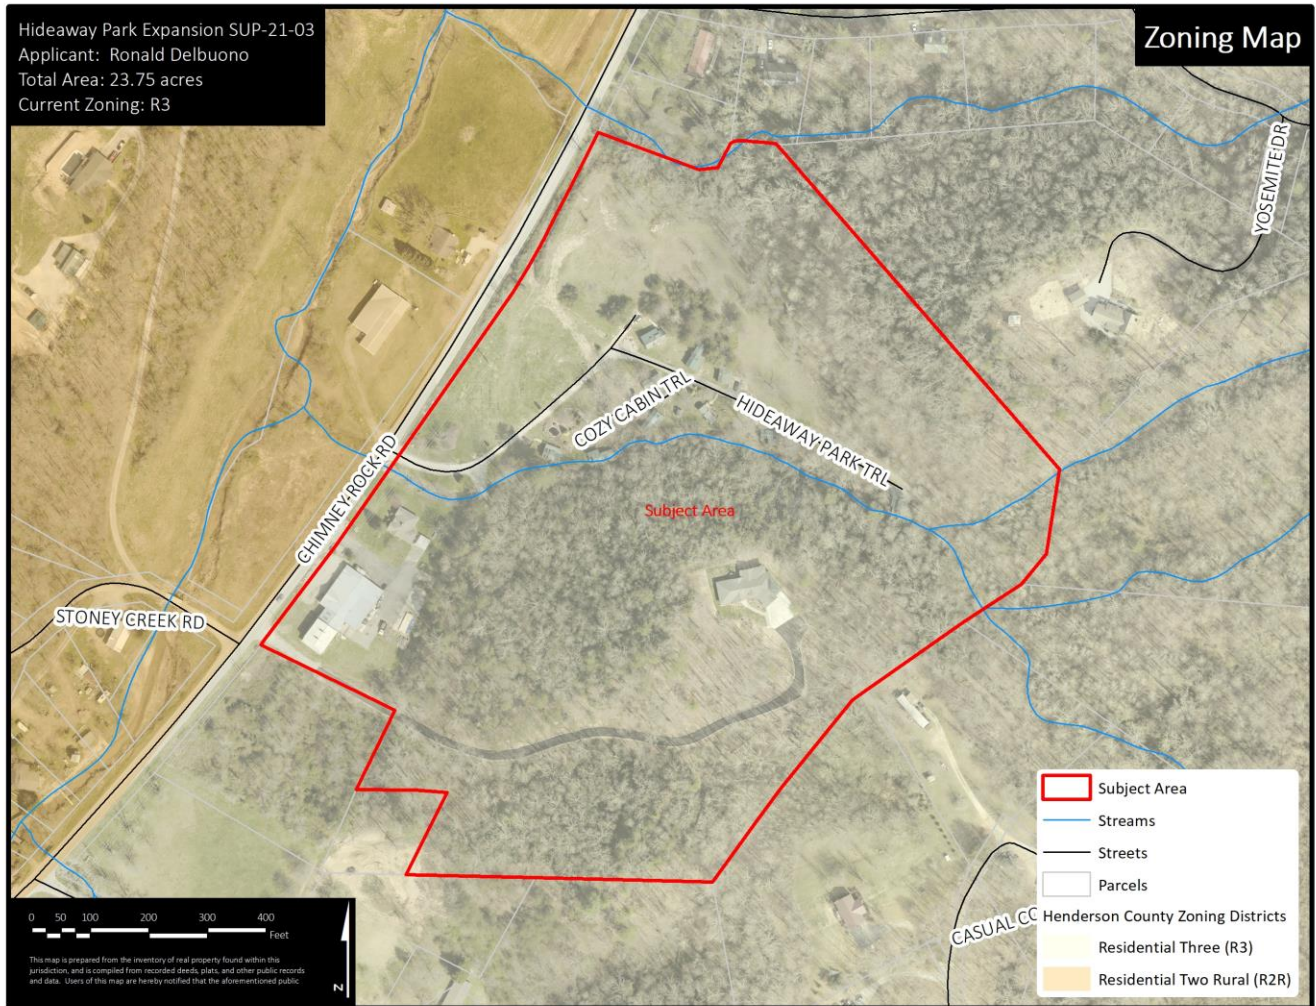 Hideaway Park Expansion SUP-21-03
Applicant: Ronald Delbuono
Total Area: 23.75 acres
Current Zoning: R3
Zoning Map
YOSEMITE DR
COZY CABIN TRL
HIDEAWAY PARK TRL
CHIMNEY ROCK RD
Subject Area
STONEY CREEK RD
CASUAL CO
Subject Area
Streams
Streets
Parcels
Henderson County Zoning Districts
Residential Three (R3)
Residential Two Rural (R2R)
0 50 100 200 300 400
Feet
This map is prepared from the inventory of real property found within this
jurisdiction, and is compiled from recorded deeds, plats, and other public records
and data. Users of this map are hereby notified that the aforementioned public
N